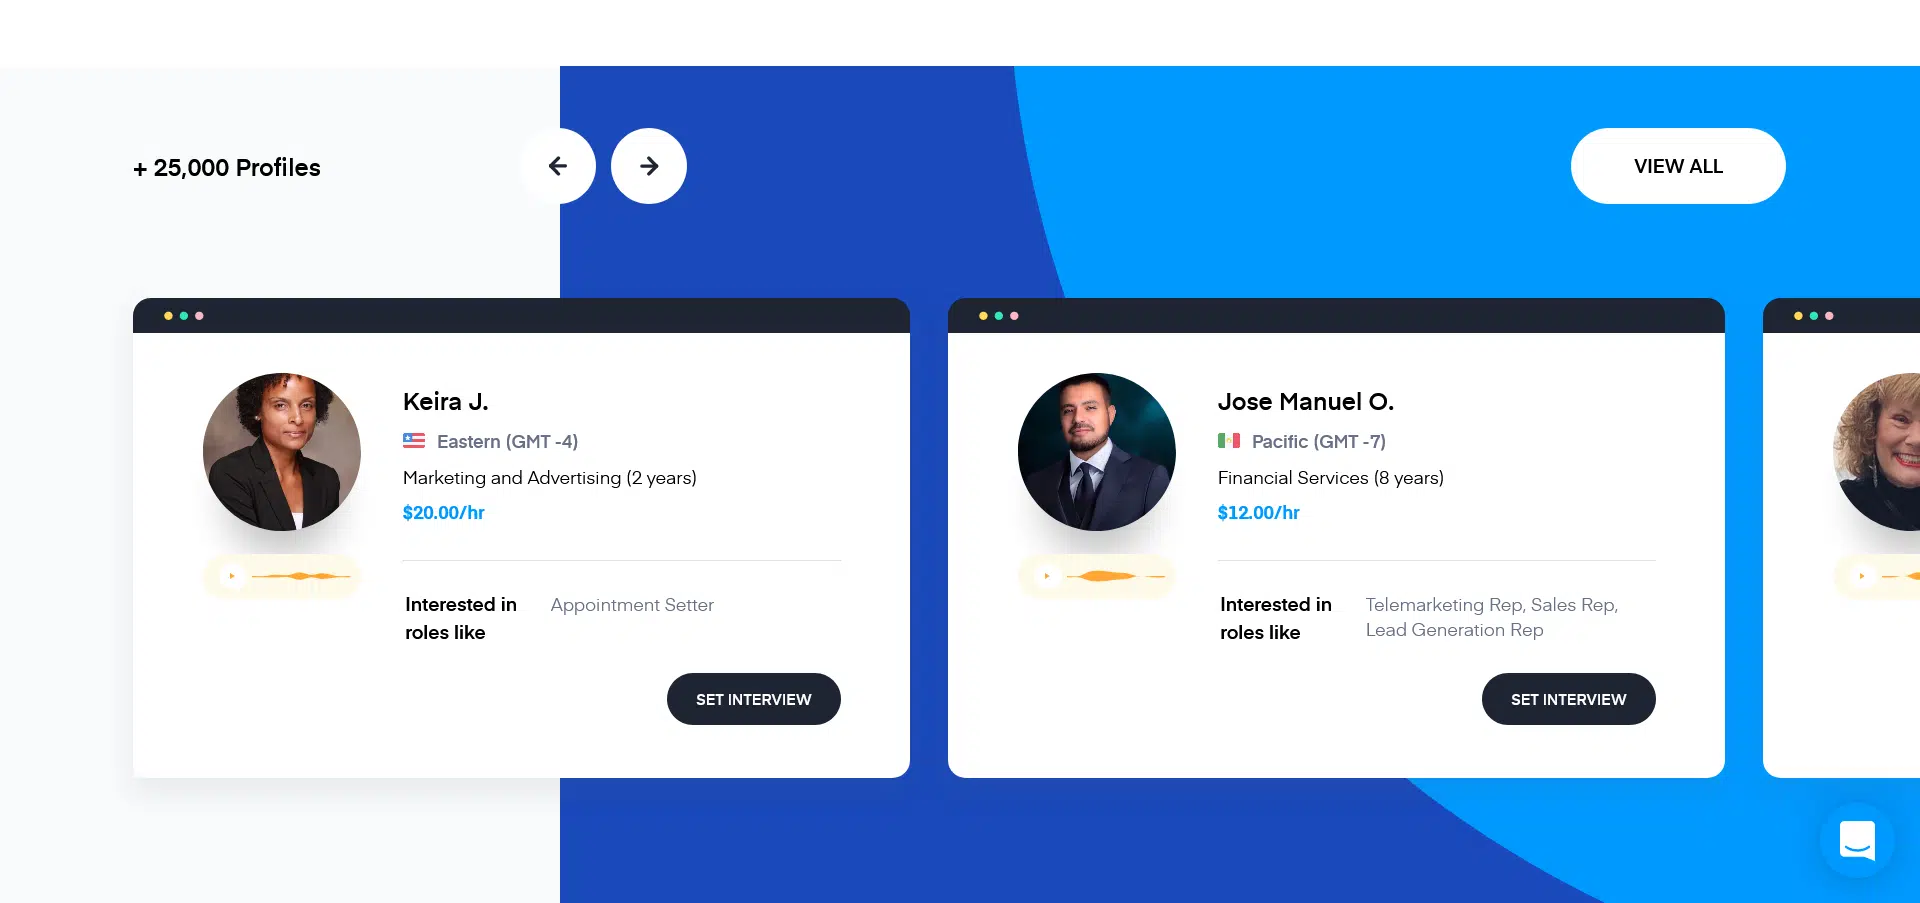 + 25,000 Profiles
VIEW ALL
Keira J.
Eastern (GMT -4)
Marketing and Advertising (2 years)
$20.00/hr
Interested in
roles like
Appointment Setter
SET INTERVIEW
Jose Manuel O.
Pacific (GMT -7)
Financial Services (8 years)
$12.00/hr
Interested in
roles like
Telemarketing Rep, Sales Rep,
Lead Generation Rep
SET INTERVIEW